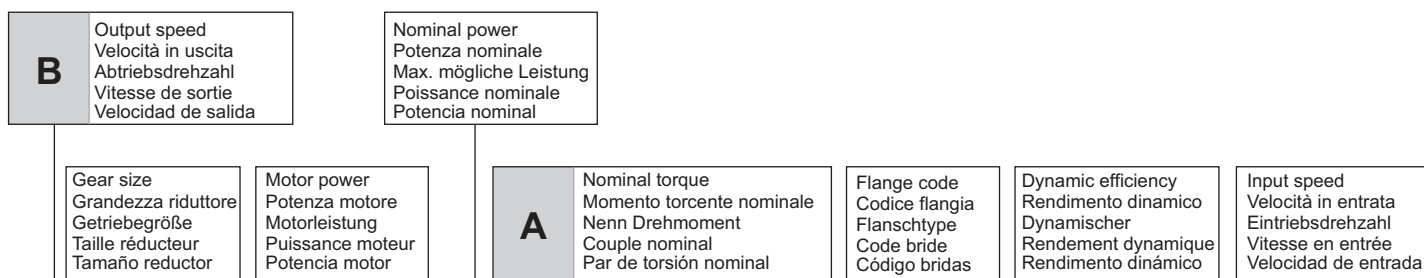 B
Output speed
Velocità in uscita
Abtriebsdrehzahl
Vitesse de sortie
Velocidad de salida
Nominal power
Potenza nominale
Max. mögliche Leistung
Poissance nominale
Potencia nominal
Gear size
Grandezza riduttore
Getriebegröße
Taille réducteur
Tamaño reductor
Motor power
Potenza motore
Motorleistung
Puissance moteur
Potencia motor
A
Nominal torque
Momento torcente nominale
Nenn Drehmoment
Couple nominal
Par de torsión nominal
Flange code
Codice flangia
Flanschtype
Code bride
Código bridas
Dynamic efficiency
Rendimento dinamico
Dynamischer
Rendement dynamique
Rendimento dinámico
Input speed
Velocità in entrata
Eintriebsdrehzahl
Vitesse en entrée
Velocidad de entrada